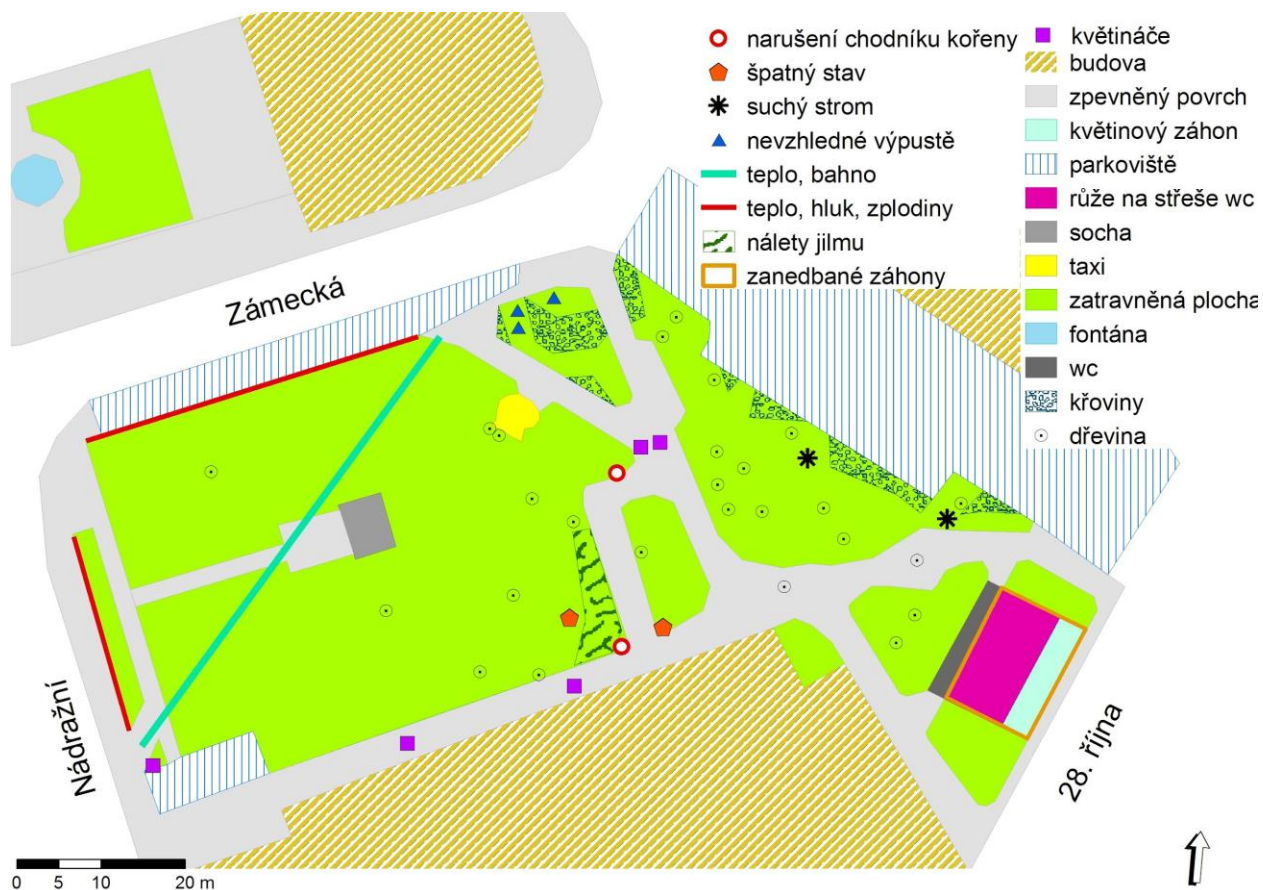 narušení chodníku kořeny
špatný stav
suchý strom
nevzhledné výpustě
teplo, bahno
teplo, hluk, zplodiny
nálety jilmu
zanedbané záhony
květináče
budova
zpevněný povrch
květinový záhon
parkoviště
růže na střeše wc
socha
taxi
zatravněná plocha
fontána
wc
křoviny
dřevina
Zámecká
Nádražní
28. října
0 5 10 20 m